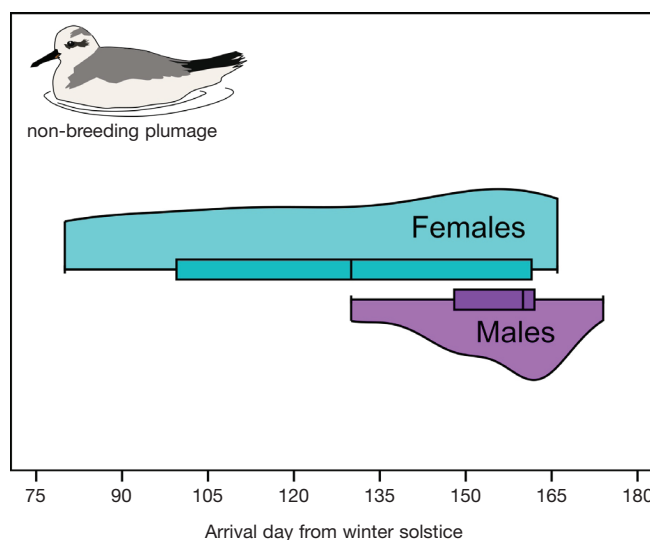 non-breeding plumage
Females
Males
75 90 105 120 135 150 165 180
Arrival day from winter solstice